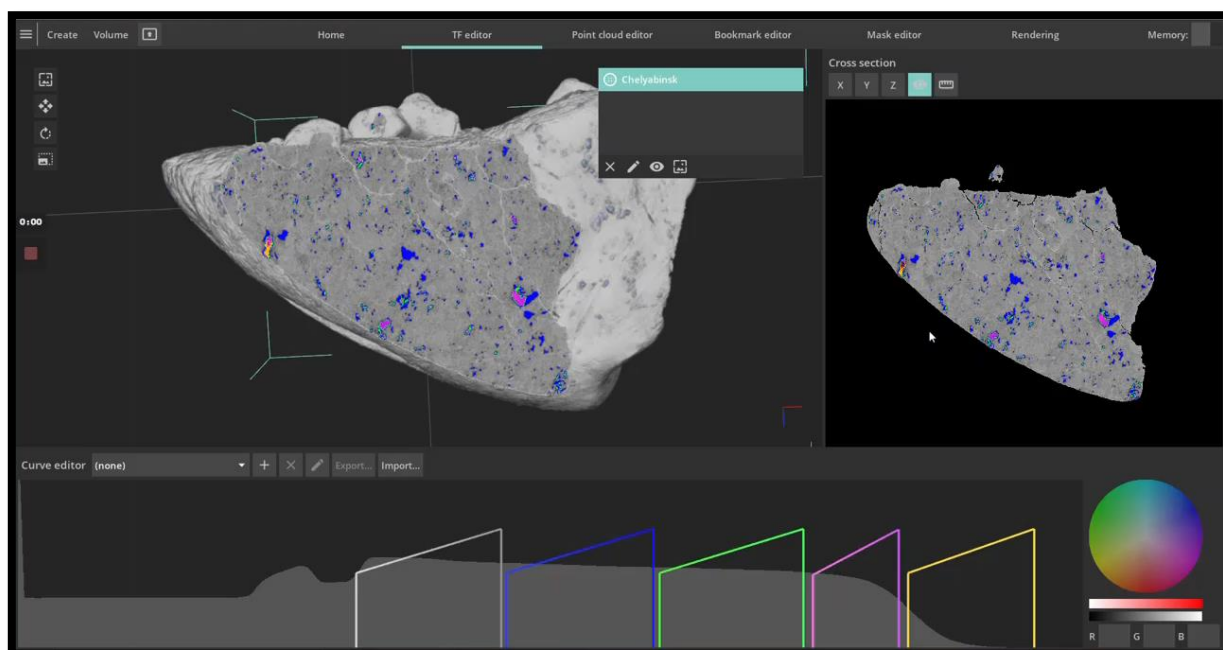 Create Volume Home TF editor Point cloud editor Bookmark editor Mask editor Rendering Memory:
Chelyabinsk
Cross section
X Y Z
0:00
Curve editor (none) Export... Import...
R G B